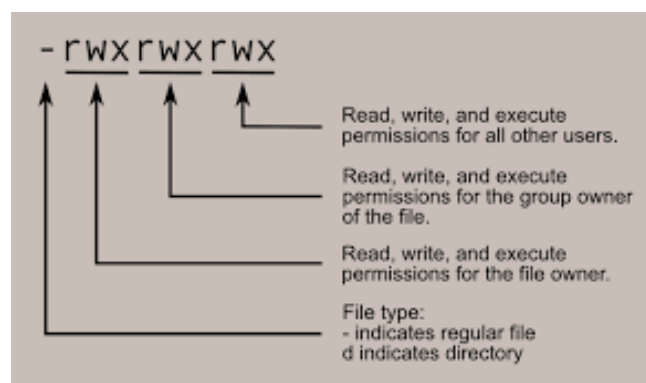 -rwxrwxrwx
Read, write, and execute
permissions for all other users.
Read, write, and execute
permissions for the group owner
of the file.
Read, write, and execute
permissions for the file owner.
File type:
- indicates regular file
d indicates directory